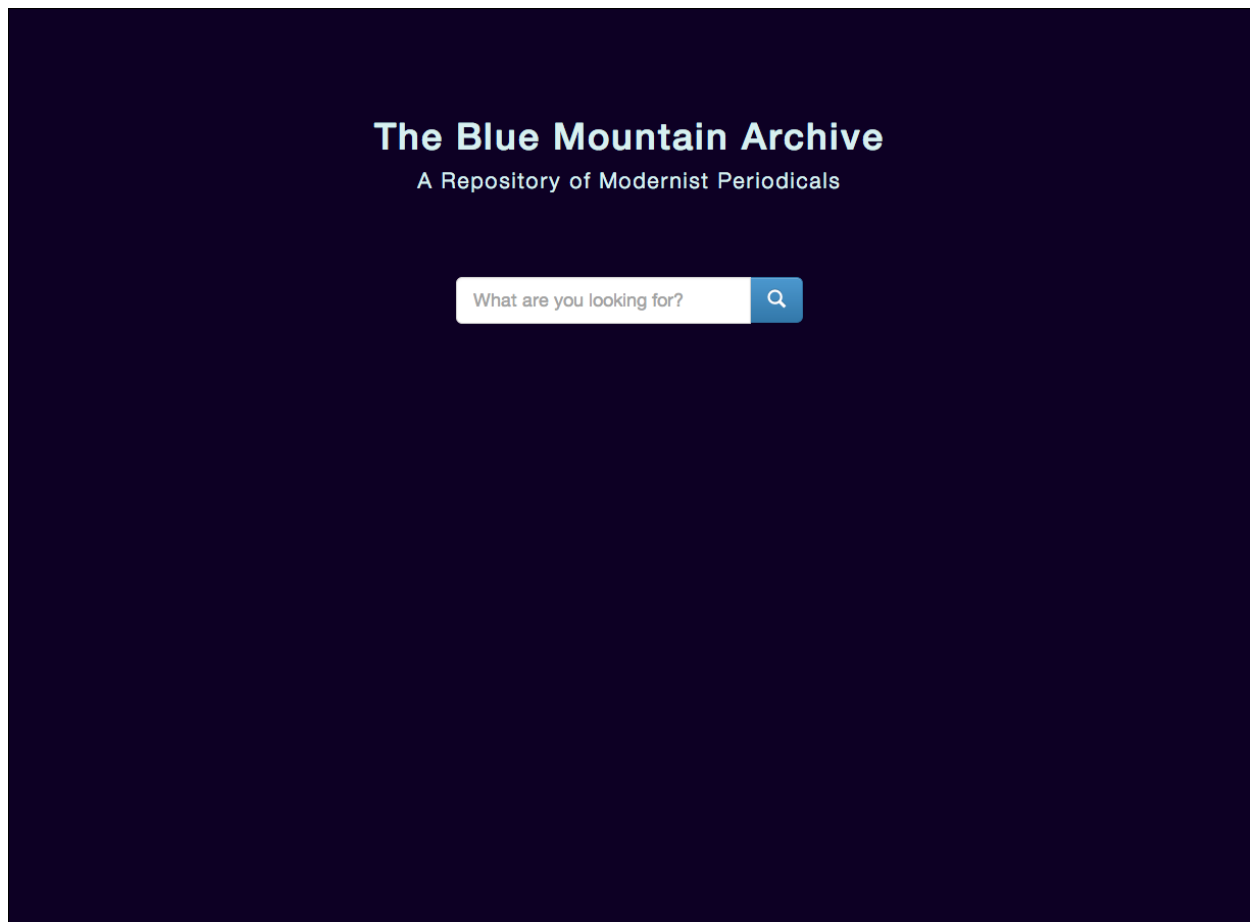 The Blue Mountain Archive
A Repository of Modernist Periodicals
What are you looking for?